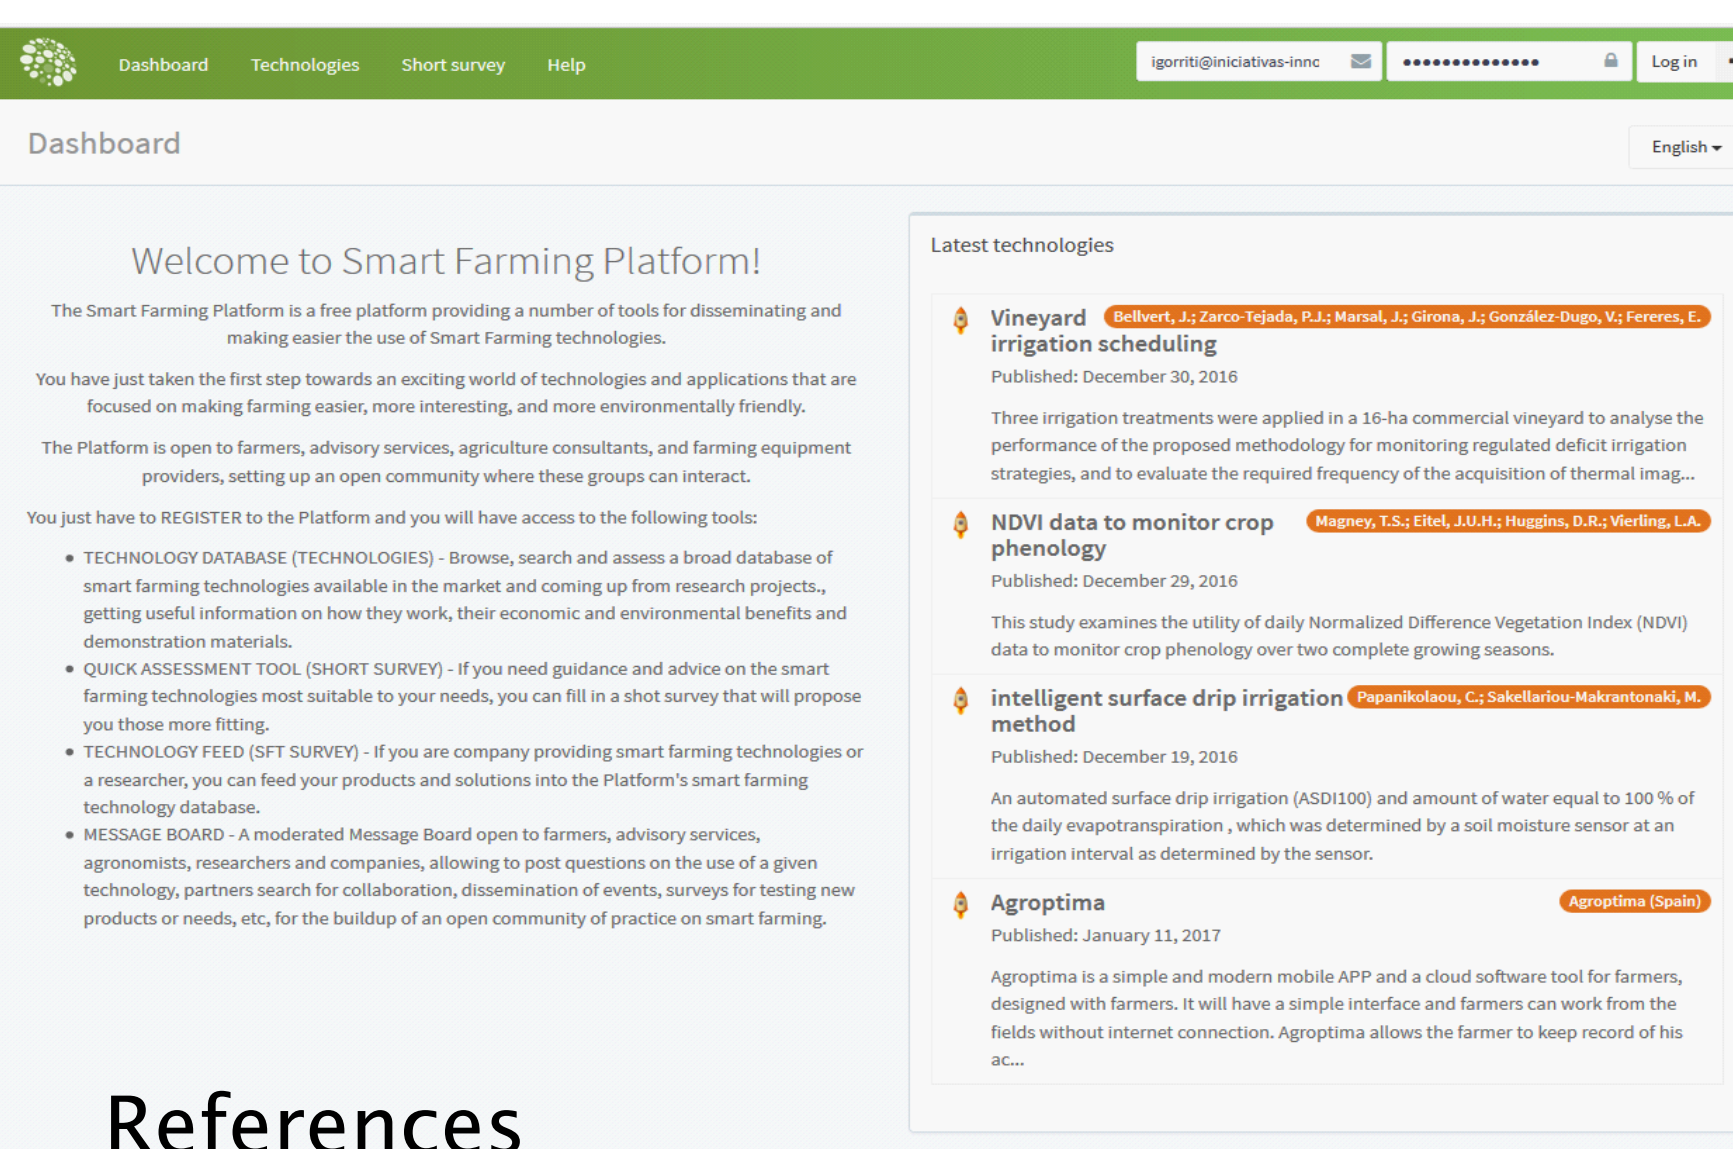 Dashboard Technologies Short survey Help
igorriti@iniciativas-inno
Log in
Dashboard
English
Welcome to Smart Farming Platform!
The Smart Farming Platform is a free platform providing a number of tools for disseminating and
making easier the use of Smart Farming technologies.
You have just taken the first step towards an exciting world of technologies and applications that are
focused on making farming easier, more interesting, and more environmentally friendly.
The Platform is open to farmers, advisory services, agriculture consultants, and farming equipment
providers, setting up an open community where these groups can interact.
You just have to REGISTER to the Platform and you will have access to the following tools:
• TECHNOLOGY DATABASE (TECHNOLOGIES) - Browse, search and assess a broad database of
smart farming technologies available in the market and coming up from research projects.,
getting useful information on how they work, their economic and environmental benefits and
demonstration materials.
• QUICK ASSESSMENT TOOL (SHORT SURVEY) - If you need guidance and advice on the smart
farming technologies most suitable to your needs, you can fill in a shot survey that will propose
you those more fitting.
• TECHNOLOGY FEED (SFT SURVEY) - If you are company providing smart farming technologies or
a researcher, you can feed your products and solutions into the Platform's smart farming
technology database.
• MESSAGE BOARD - A moderated Message Board open to farmers, advisory services,
agronomists, researchers and companies, allowing to post questions on the use of a given
technology, partners search for collaboration, dissemination of events, surveys for testing new
products or needs, etc, for the buildup of an open community of practice on smart farming.
Latest technologies
Vineyard Bellvert, J.; Zarco-Tejada, P.J.; Marsal, J.; Girona, J.; González-Dugo, V.; Fereres, E.
irrigation scheduling
Published: December 30, 2016
Three irrigation treatments were applied in a 16-ha commercial vineyard to analyse the
performance of the proposed methodology for monitoring regulated deficit irrigation
strategies, and to evaluate the required frequency of the acquisition of thermal imag...
NDVI data to monitor crop Magney, T.S.; Eitel, J.U.H.; Huggins, D.R.; Vierling, L.A.
phenology
Published: December 29, 2016
This study examines the utility of daily Normalized Difference Vegetation Index (NDVI)
data to monitor crop phenology over two complete growing seasons.
intelligent surface drip irrigation Papanikolaou, C.; Sakellariou-Makrantonaki, M.
method
Published: December 19, 2016
An automated surface drip irrigation (ASDI100) and amount of water equal to 100 % of
the daily evapotranspiration , which was determined by a soil moisture sensor at an
irrigation interval as determined by the sensor.
Agroptima Agroptima (Spain)
Published: January 11, 2017
Agroptima is a simple and modern mobile APP and a cloud software tool for farmers,
designed with farmers. It will have a simple interface and farmers can work from the
fields without internet connection. Agroptima allows the farmer to keep record of his
ac...
References